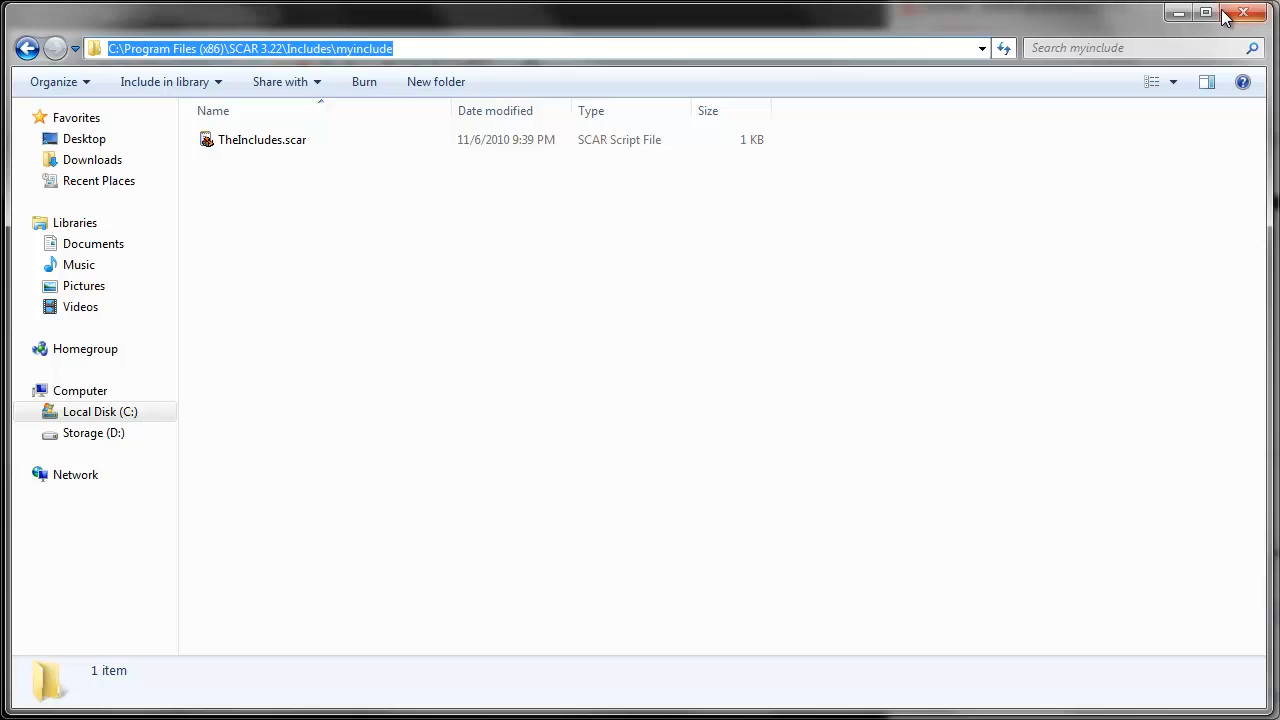 C:\Program Files (x86)\SCAR 3.22\Includes\myinclude
Search myinclude
Organize
Include in library
Share with
Burn
New folder
Name
Date modified
Type
Size
TheIncludes.scar
11/6/2010 9:39 PM
SCAR Script File
1 KB
Favorites
Desktop
Downloads
Recent Places
Libraries
Documents
Music
Pictures
Videos
Homegroup
Computer
Local Disk (C:)
Storage (D:)
Network
1 item